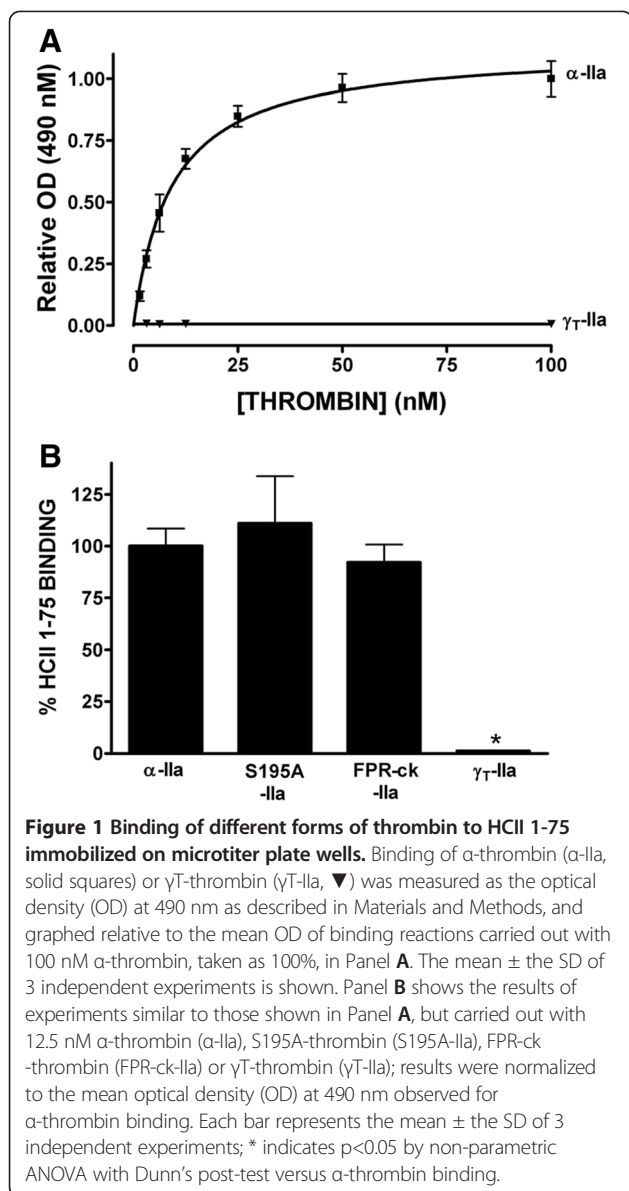 A
1.00
0.75
0.50
0.25
0.00
Relative OD (490 nM)
α-IIa
γT-IIa
0
25
50
75
100
[THROMBIN] (nM)
B
125
100
75
50
25
0
% HCII 1-75 BINDING
*
α-IIa
S195A
-IIa
FPR-ck
-IIa
γT-IIa
Figure 1 Binding of different forms of thrombin to HCII 1-75
immobilized on microtiter plate wells. Binding of α-thrombin (α-IIa,
solid squares) or γT-thrombin (γT-IIa, ▼) was measured as the optical
density (OD) at 490 nm as described in Materials and Methods, and
graphed relative to the mean OD of binding reactions carried out with
100 nM α-thrombin, taken as 100%, in Panel A. The mean ± the SD of
3 independent experiments is shown. Panel B shows the results of
experiments similar to those shown in Panel A, but carried out with
12.5 nM α-thrombin (α-IIa), S195A-thrombin (S195A-IIa), FPR-ck
-thrombin (FPR-ck-IIa) or γT-thrombin (γT-IIa); results were normalized
to the mean optical density (OD) at 490 nm observed for
α-thrombin binding. Each bar represents the mean ± the SD of 3
independent experiments; * indicates p<0.05 by non-parametric
ANOVA with Dunn's post-test versus α-thrombin binding.